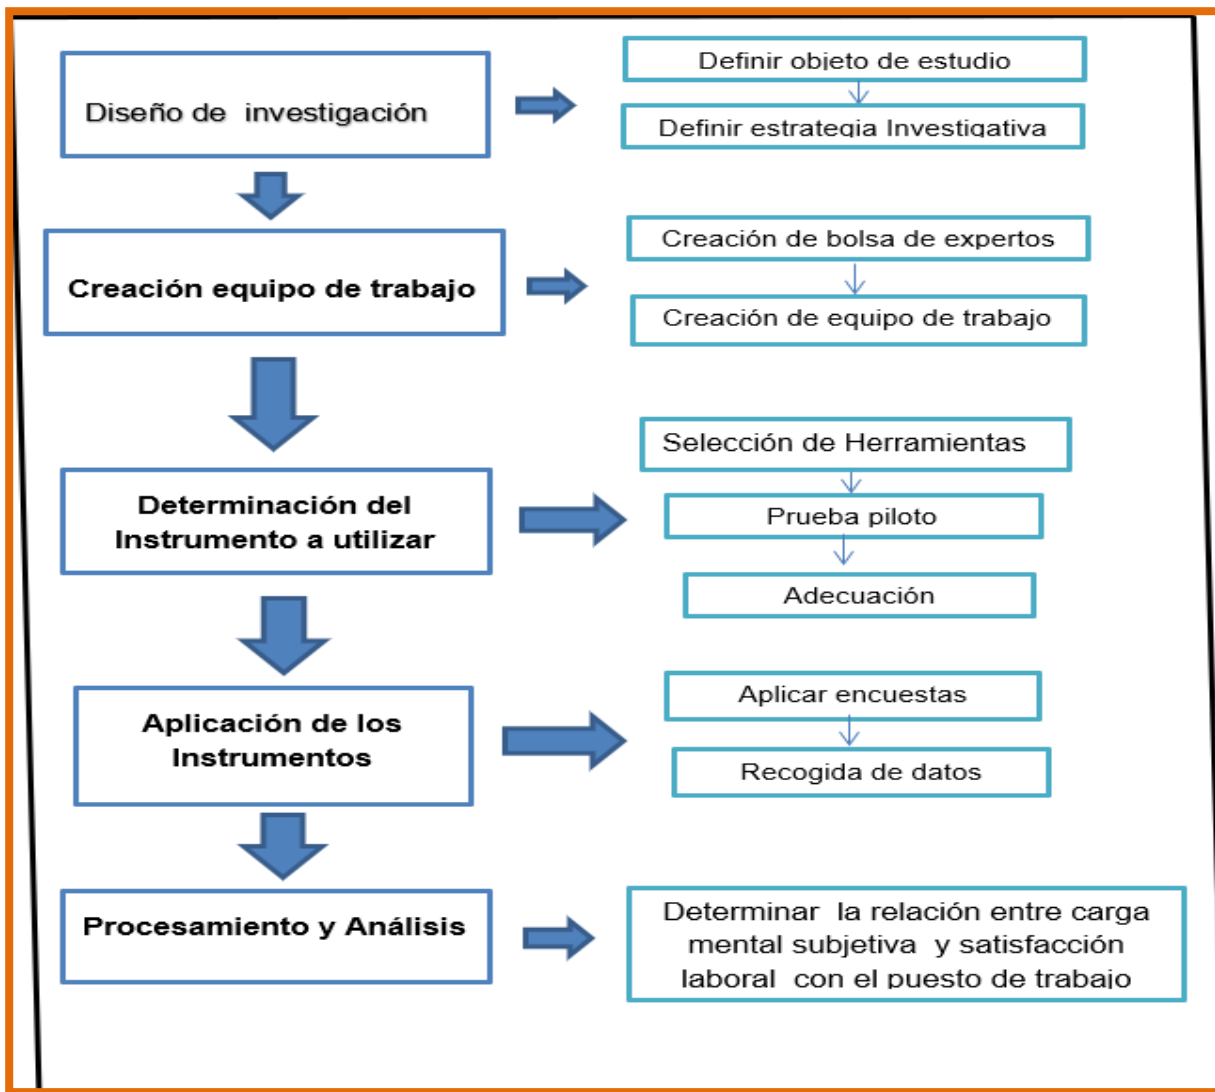 Diseño de investigación
Definir objeto de estudio
Definir estrategia Investigativa
Creación equipo de trabajo
Creación de bolsa de expertos
Creación de equipo de trabajo
Determinación del
Instrumento a utilizar
Selección de Herramientas
Prueba piloto
Adecuación
Aplicación de los
Instrumentos
Aplicar encuestas
Recogida de datos
Procesamiento y Análisis
Determinar la relación entre carga
mental subjetiva y satisfacción
laboral con el puesto de trabajo